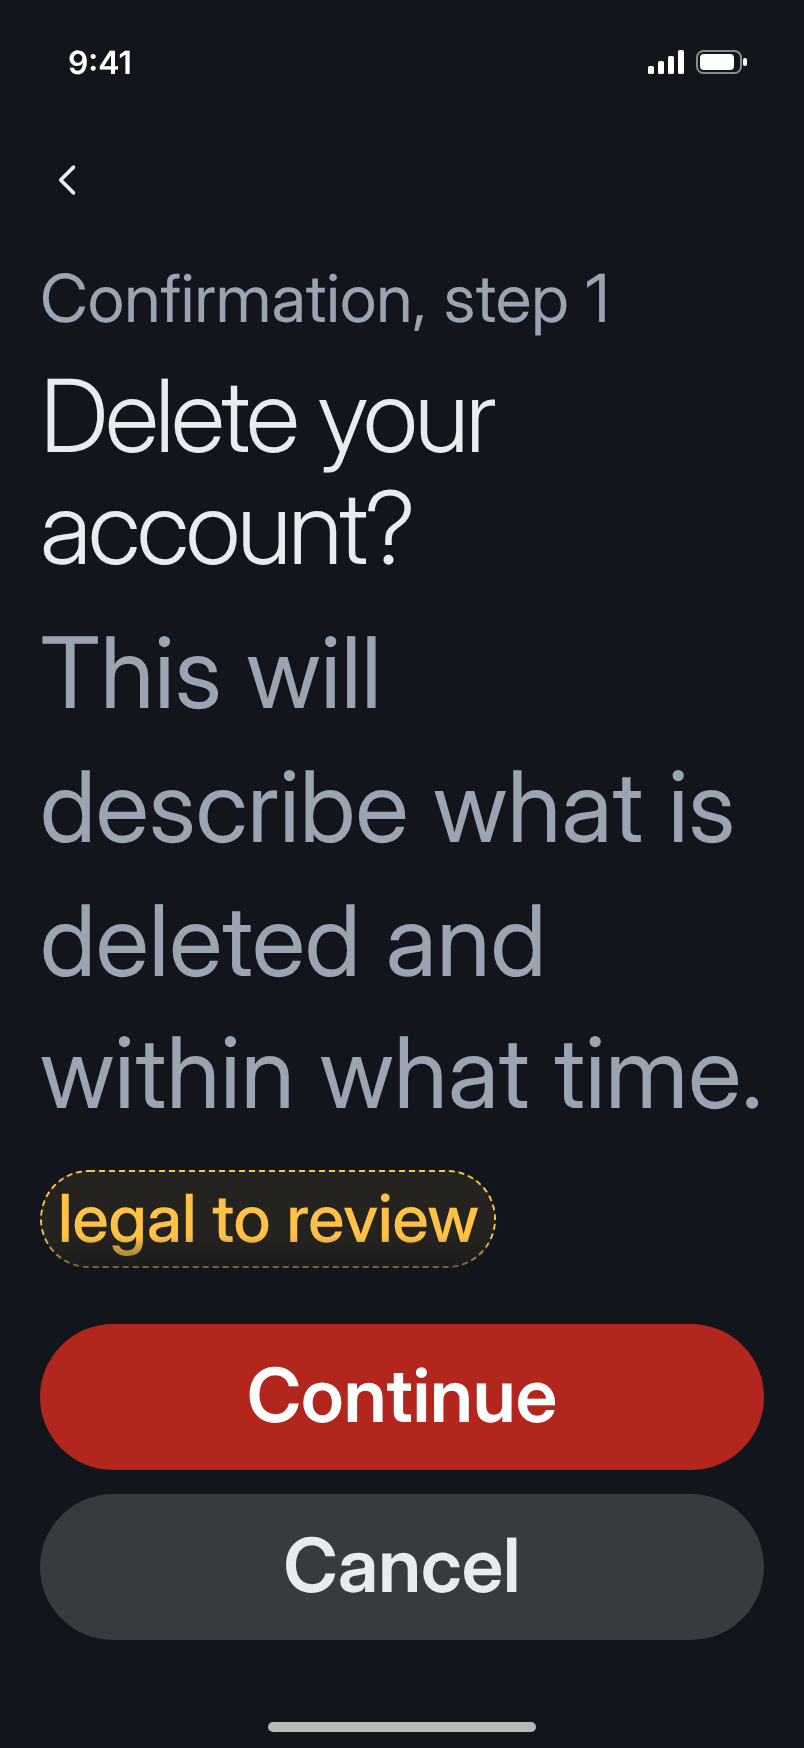 9:41
Confirmation, step 1
Delete your
account?
This will
describe what is
deleted and
within what time.
legal to review
Continue
Cancel